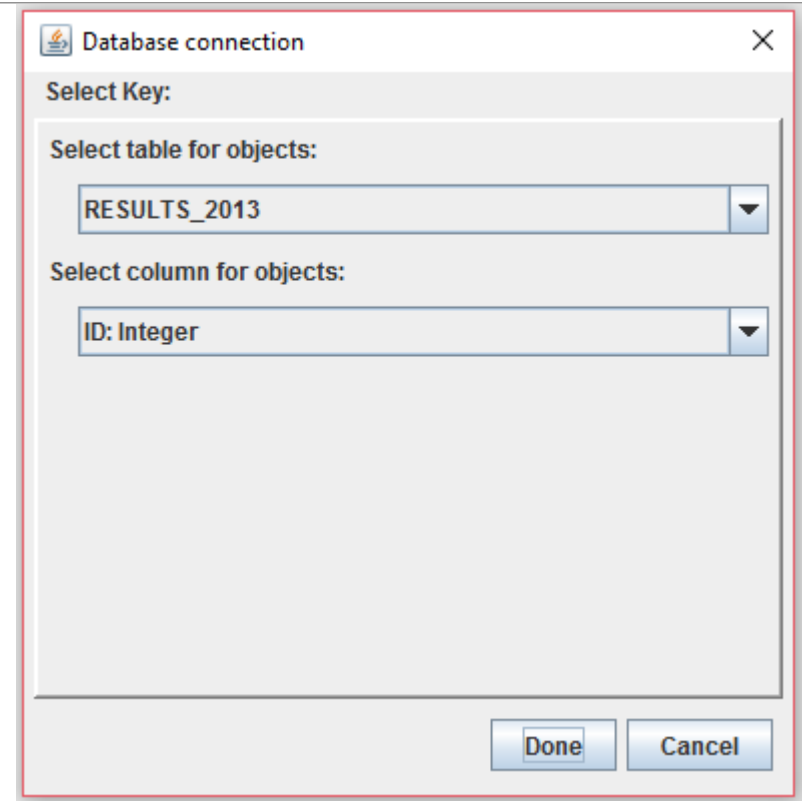 Database connection
Select Key:
Select table for objects:
RESULTS_2013
Select column for objects:
ID: Integer
Done Cancel